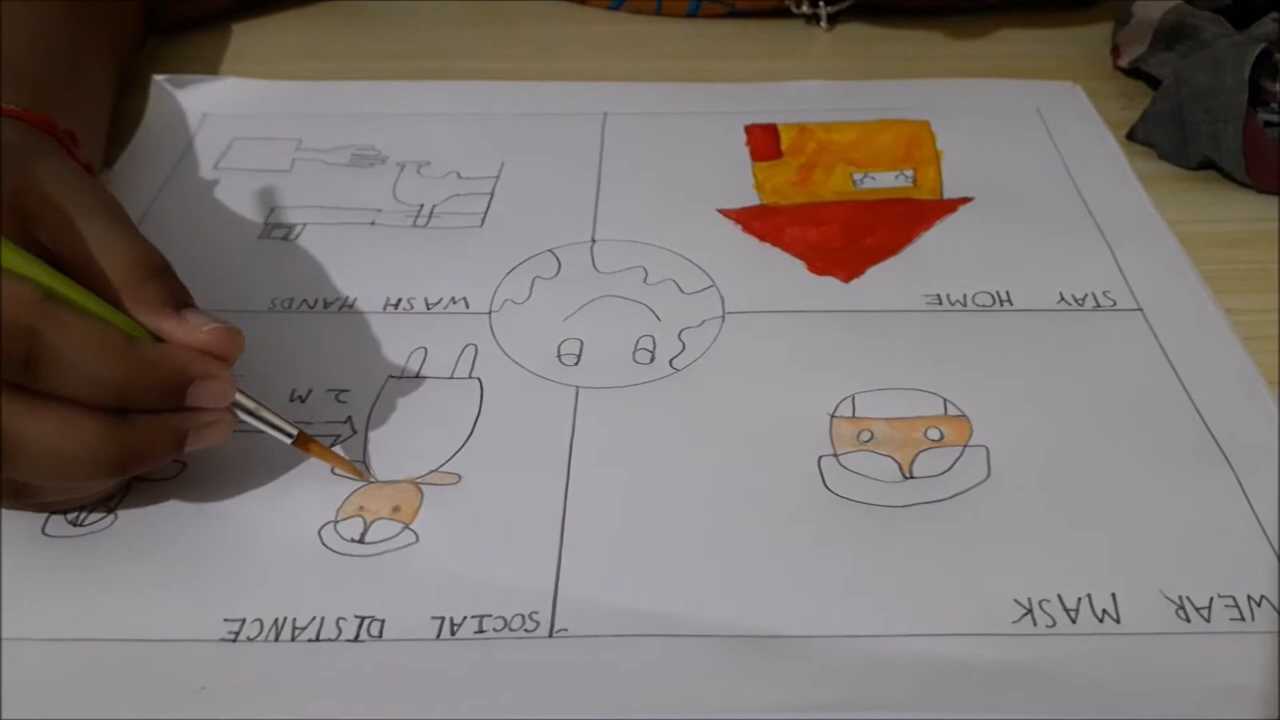 WEAR MASK
SOCIAL DISTANCE
2 M
STAY HOME
WASH HANDS